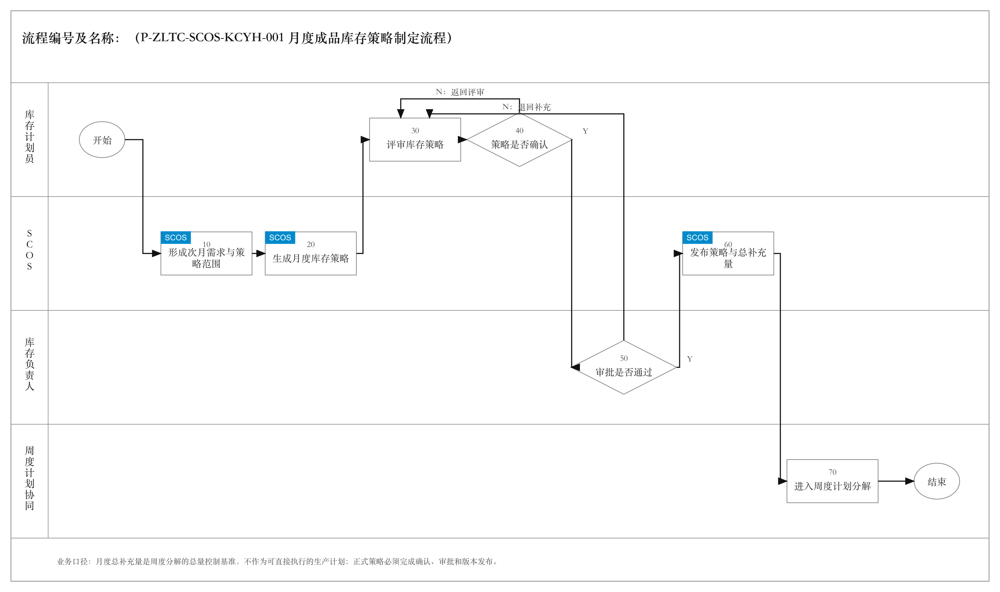 流程编号及名称：（P-ZLTC-SCOS-KCYH-001 月度成品库存策略制定流程）
库存计划员
开始
N：返回评审
N：退回补充
30
评审库存策略
40
策略是否确认
Y
SCOS
SCOS
10
形成次月需求与策
略范围
SCOS
20
生成月度库存策略
SCOS
60
发布策略与总补充
量
库存负责人
50
审批是否通过
Y
周度计划协同
70
进入周度计划分解
结束
业务口径：月度总补充量是周度分解的总量控制基准，不作为可直接执行的生产计划；正式策略必须完成确认、审批和版本发布。